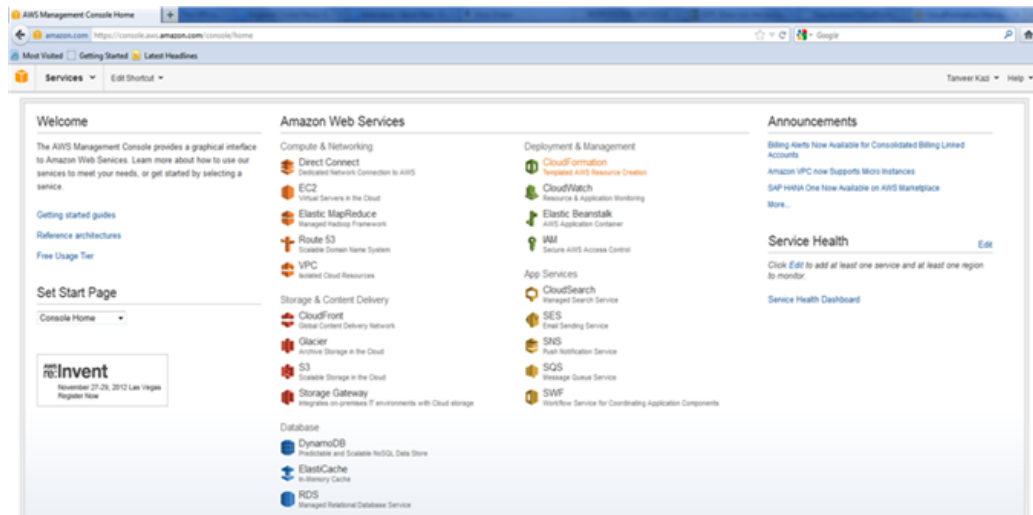 AWS Management Console Home
amazon.com https://console.aws.amazon.com/console/home
Google
Most Visited Getting Started Latest Headlines
Services Edit Shortcut
Tanveer Kazi Help
Welcome
The AWS Management Console provides a graphical interface
to Amazon Web Services. Learn more about how to use our
services to meet your needs, or get started by selecting a
service.
Getting started guides
Reference architectures
Free Usage Tier
Set Start Page
Console Home
AWS
re:Invent
November 27-29, 2012 Las Vegas
Register Now
Amazon Web Services
Compute & Networking
Direct Connect
Dedicated Network Connection to AWS
EC2
Virtual Servers in the Cloud
Elastic MapReduce
Managed Hadoop Framework
Route 53
Scalable Domain Name System
VPC
Isolated Cloud Resources
Storage & Content Delivery
CloudFront
Global Content Delivery Network
Glacier
Archive Storage in the Cloud
S3
Scalable Storage in the Cloud
Storage Gateway
Integrates on-premises IT environments with Cloud storage
Database
DynamoDB
Predictable and Scalable NoSQL Data Store
ElastiCache
In-Memory Cache
RDS
Managed Relational Database Service
Deployment & Management
CloudFormation
Templated AWS Resource Creation
CloudWatch
Resource & Application Monitoring
Elastic Beanstalk
AWS Application Container
IAM
Secure AWS Access Control
App Services
CloudSearch
Managed Search Service
SES
Email Sending Service
SNS
Push Notification Service
SQS
Message Queue Service
SWF
Workflow Service for Coordinating Application Components
Announcements
Billing Alerts Now Available for Consolidated Billing Linked
Accounts
Amazon VPC now Supports Micro Instances
SAP HANA One Now Available on AWS Marketplace
More...
Service Health
Edit
Click Edit to add at least one service and at least one region
to monitor.
Service Health Dashboard